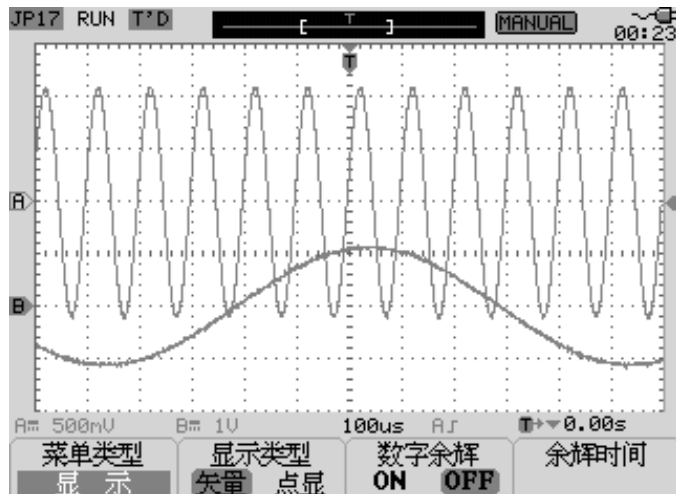 JP17 RUN T'D T MANUAL 00:23
T
A
B
A 500mV B 1V 100us A T 0.00s
菜单类型 显示类型 数字余辉 余辉时间
显 示 矢量 点显 ON OFF